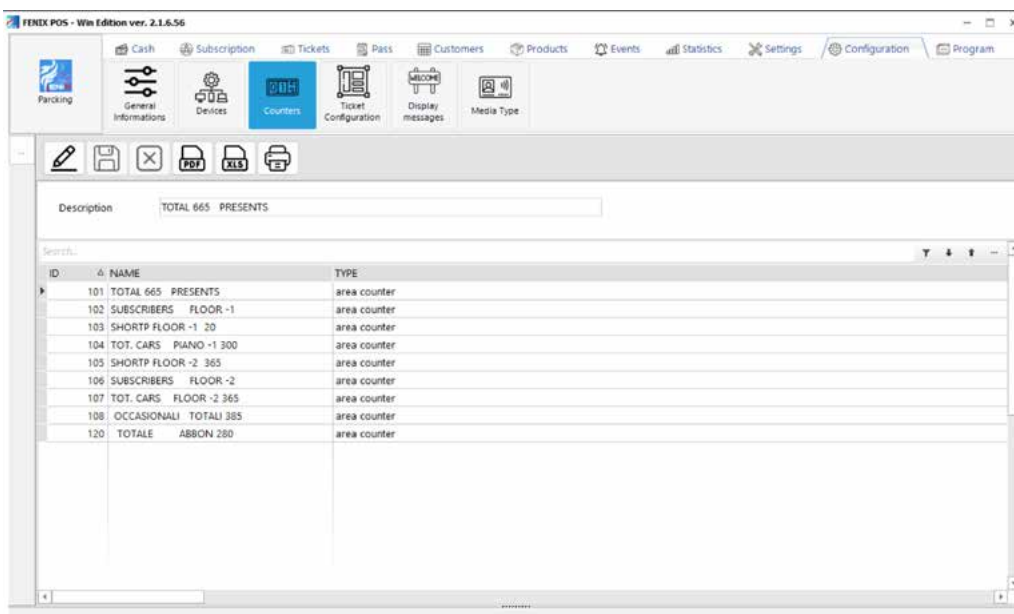 FENIX POS - Win Edition ver. 2.1.6.56
Cash Subscription Tickets Pass Customers Products Events Statistics Settings Configuration Program
Parcking
General Informations
Devices
Counters
Ticket Configuration
WELCOME
Display messages
Media Type
PDF XLS
Description TOTAL 665 PRESENTS
Search...
ID NAME TYPE
101 TOTAL 665 PRESENTS area counter
102 SUBSCRIBERS FLOOR -1 area counter
103 SHORTP FLOOR -1 20 area counter
104 TOT. CARS PIANO -1 300 area counter
105 SHORTP FLOOR -2 365 area counter
106 SUBSCRIBERS FLOOR -2 area counter
107 TOT. CARS FLOOR -2 365 area counter
108 OCCASIONALI TOTALI 385 area counter
120 TOTALE ABBON 280 area counter